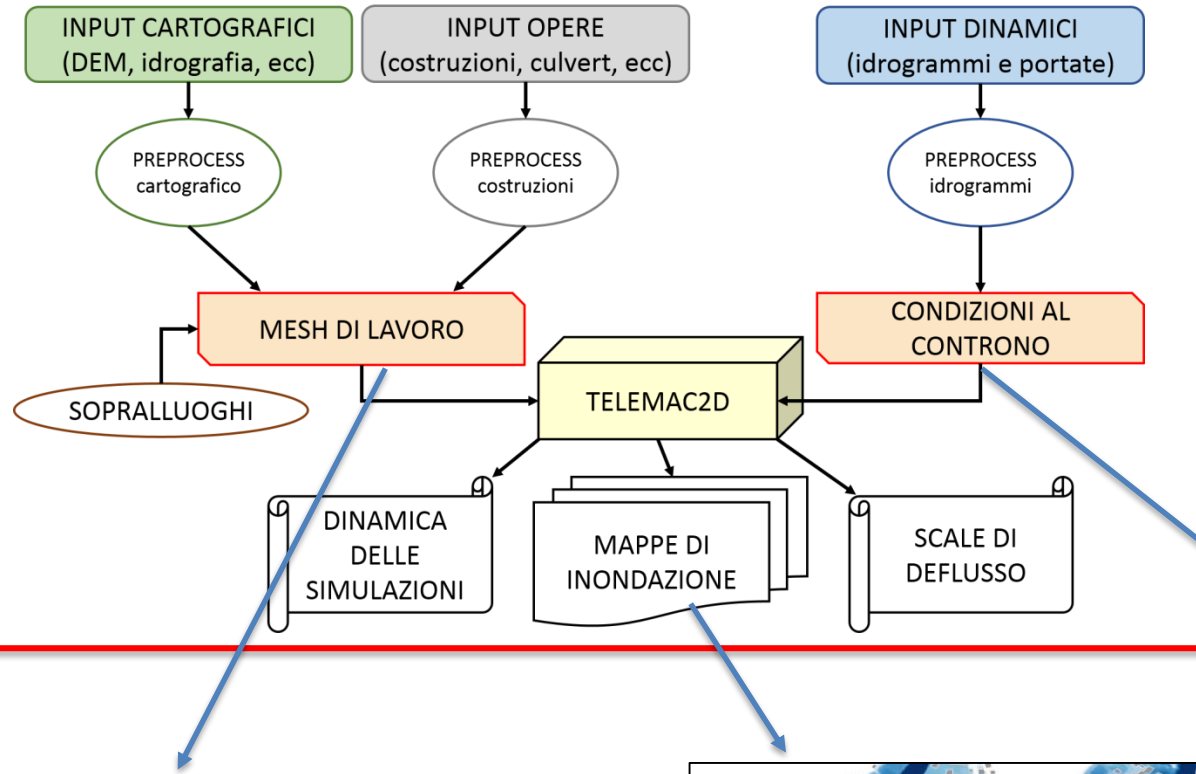 INPUT CARTOGRAFICI
(DEM, idrografia, ecc)
INPUT OPERE
(costruzioni, culvert, ecc)
INPUT DINAMICI
(idrogrammi e portate)
PREPROCESS
cartografico
PREPROCESS
costruzioni
PREPROCESS
idrogrammi
MESH DI LAVORO
CONDIZIONI AL
CONTRONO
SOPRALLUOGHI
TELEMAC2D
DINAMICA
DELLE
SIMULAZIONI
MAPPE DI
INONDAZIONE
SCALE DI
DEFLUSSO